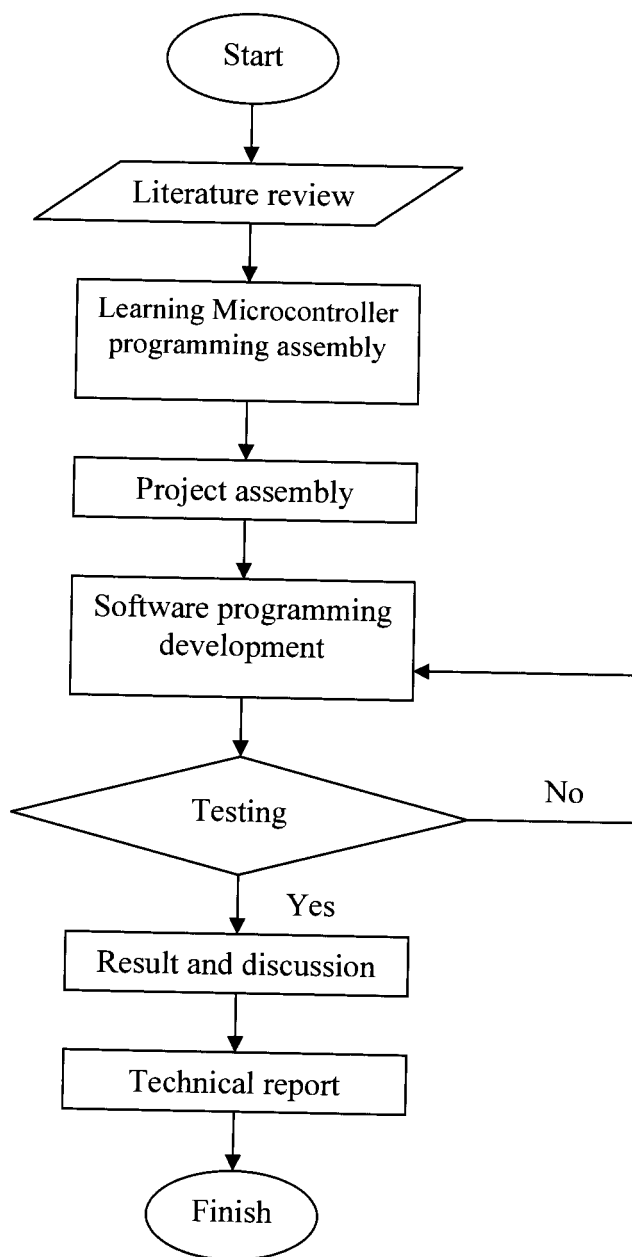 Start
Literature review
Learning Microcontroller
programming assembly
Project assembly
Software programming
development
Testing
No
Yes
Result and discussion
Technical report
Finish